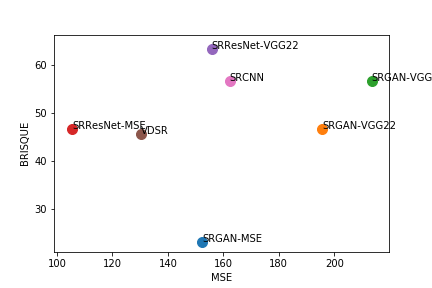 SRResNet-VGG22
60
SRCNN
SRGAN-VGG
50
SRResNet-MSE
VDSR
SRGAN-VGG22
BRISQUE
40
30
SRGAN-MSE
100 120 140 160 180 200
MSE